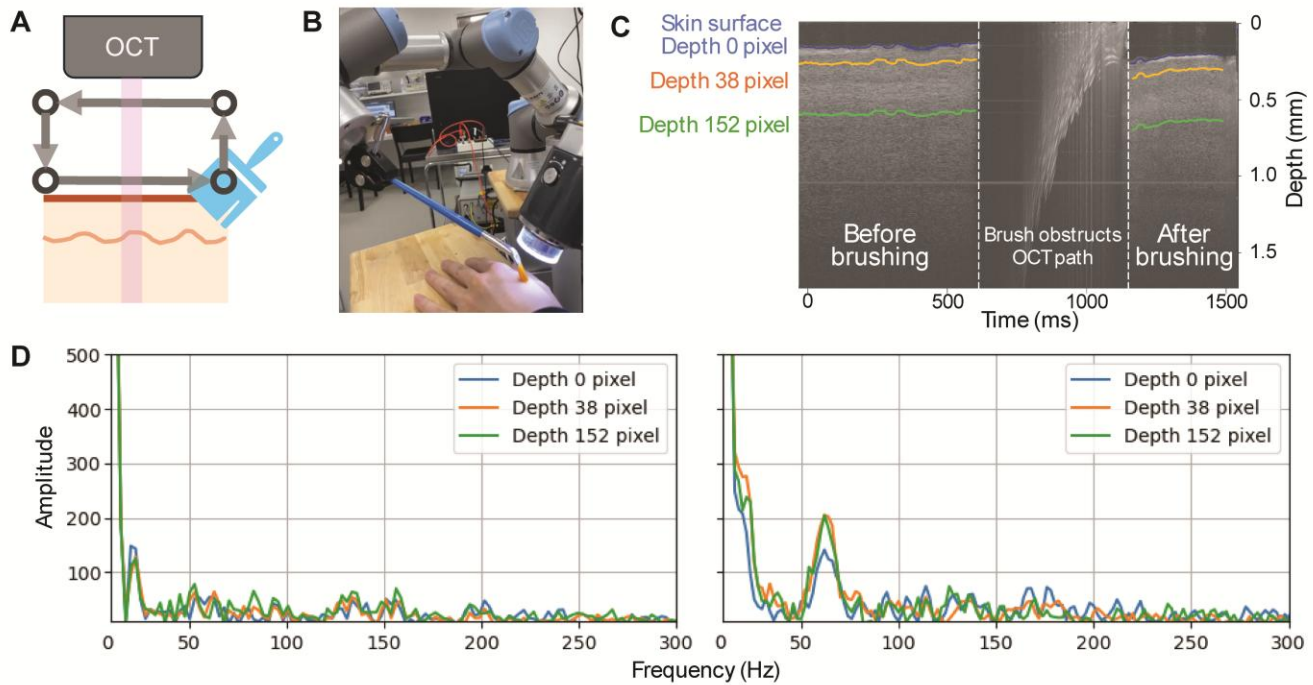 A
OCT
B
C
Skin surface
Depth 0 pixel
Depth 38 pixel
Depth 152 pixel
Before
brushing
Brush obstructs
OCT path
After
brushing
0
0.5
1.0
1.5
Depth (mm)
0
500
1000
1500
Time (ms)
D
500
400
300
200
100
Amplitude
Depth 0 pixel
Depth 38 pixel
Depth 152 pixel
0
50
100
150
200
250
300
Depth 0 pixel
Depth 38 pixel
Depth 152 pixel
0
50
100
150
200
250
300
Frequency (Hz)